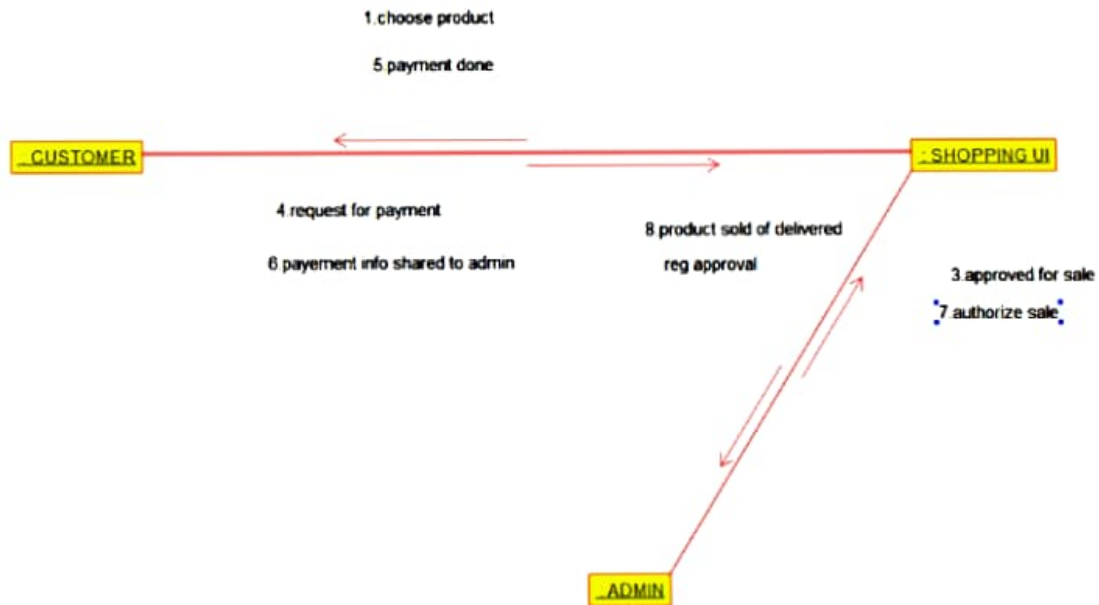 1.choose product
5.payment done
_ CUSTOMER
: SHOPPING UI
4.request for payment
8.product sold of delivered
6.payement info shared to admin
reg approval
3.approved for sale
7.authorize sale
_ ADMIN